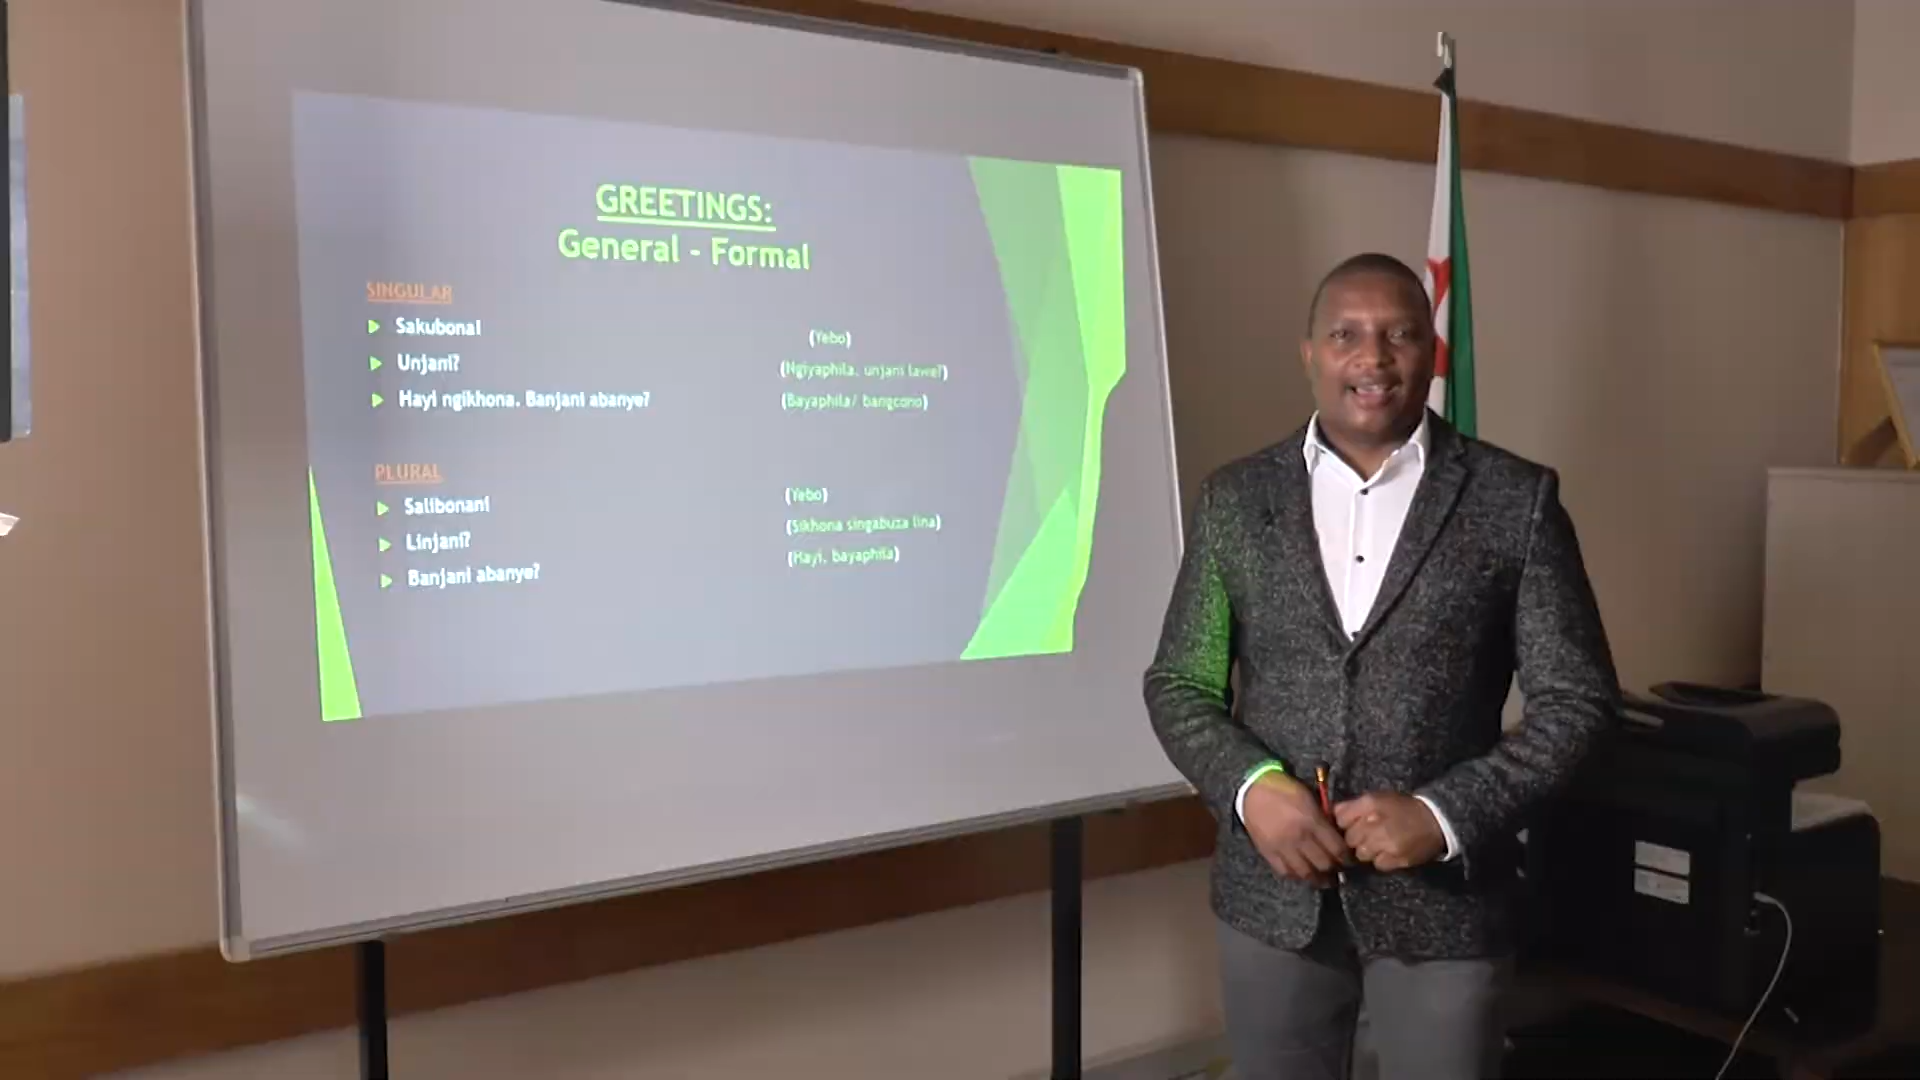 GREETINGS:
General - Formal
SINGULAR
Sakubona! (Yebo)
Unjani? (Ngiyaphila, unjani lawe?)
Hayi ngikhona. Banjani abanye? (Bayaphila/ bangcono)
PLURAL
Salibonani (Yebo)
Linjani? (Sikhona singabuza lina)
Banjani abanye? (Hayi, bayaphila)